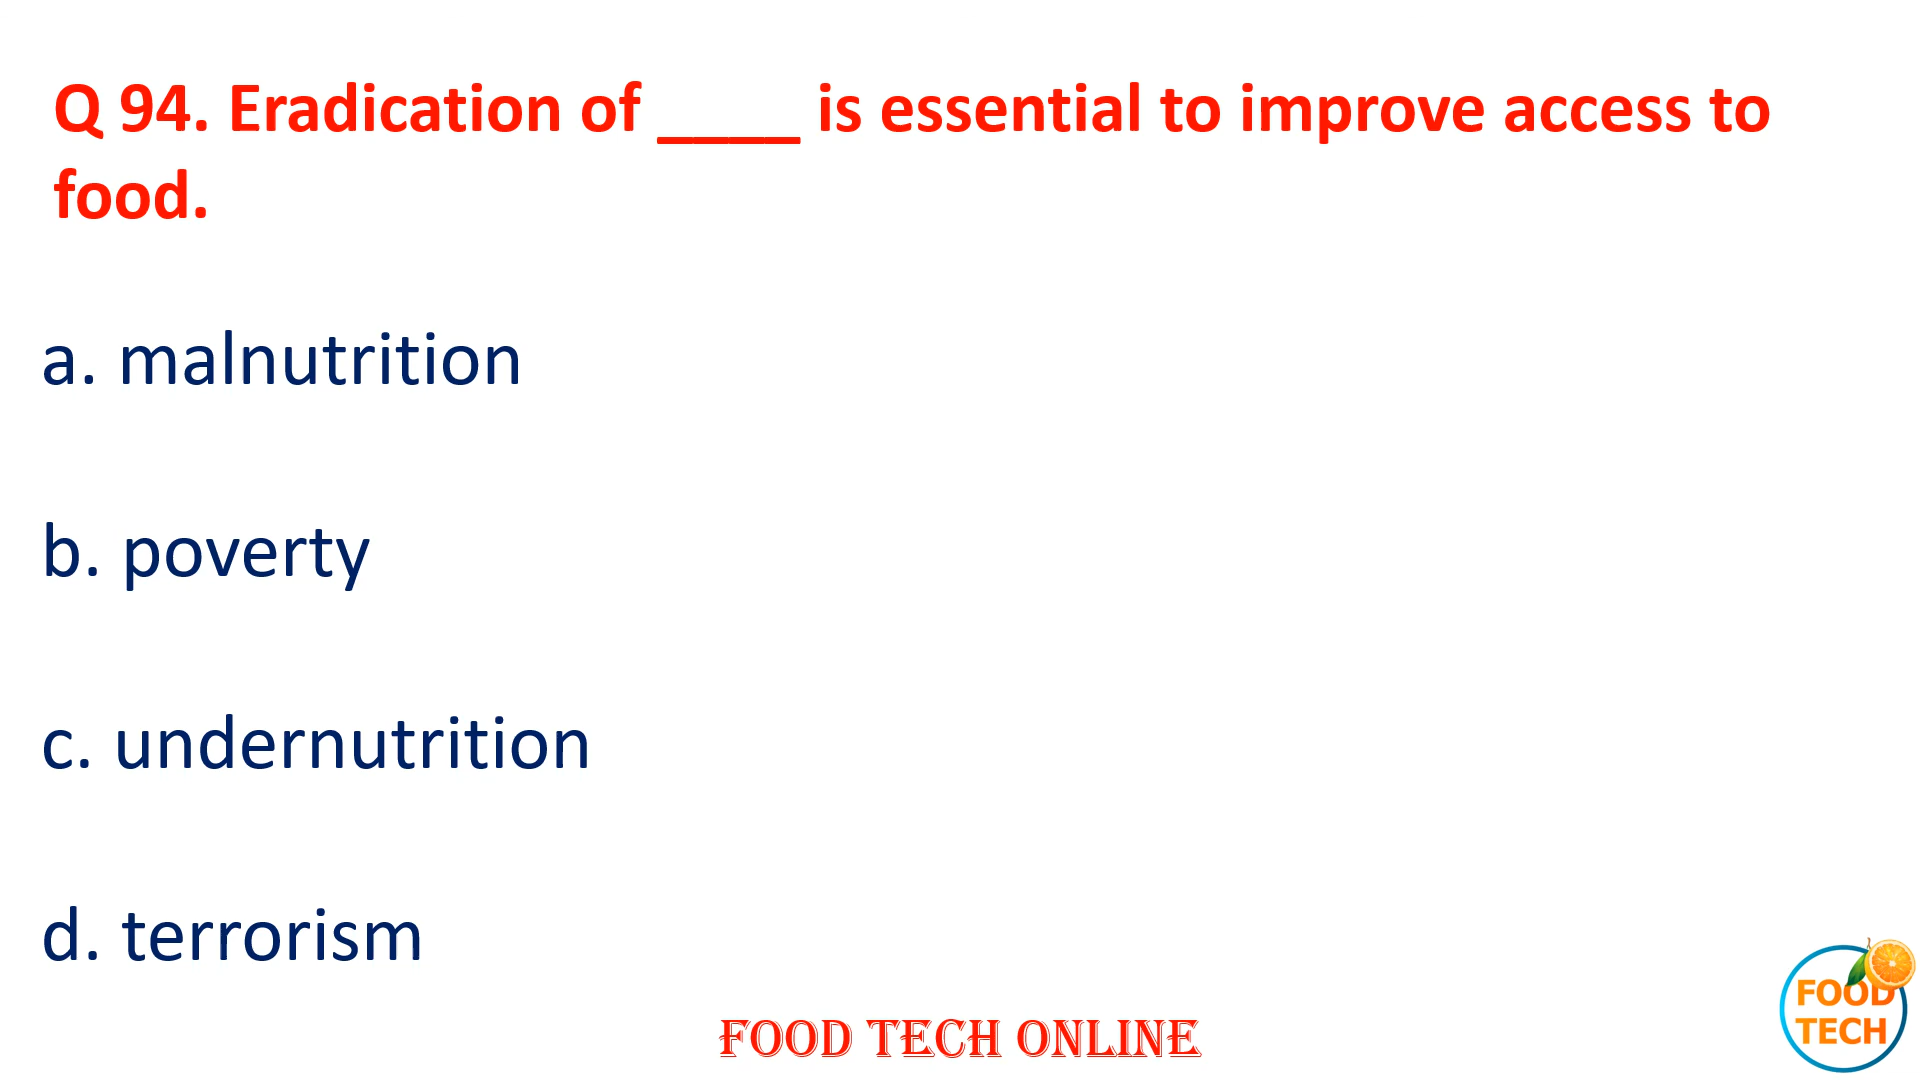 Q 94. Eradication of ____ is essential to improve access to
food.
a. malnutrition
b. poverty
c. undernutrition
d. terrorism
FOOD TECH ONLINE
FOOD
TECH